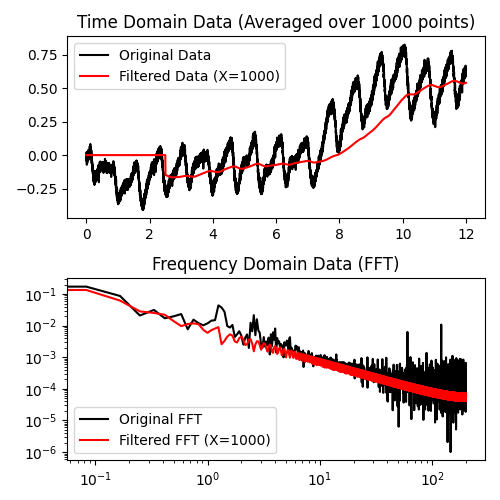 Time Domain Data (Averaged over 1000 points)
Original Data
Filtered Data (X=1000)
0.75
0.50
0.25
0.00
−0.25
0 2 4 6 8 10 12
Frequency Domain Data (FFT)
10⁻¹
10⁻²
10⁻³
10⁻⁴
10⁻⁵
10⁻⁶
Original FFT
Filtered FFT (X=1000)
10⁻¹ 10⁰ 10¹ 10²